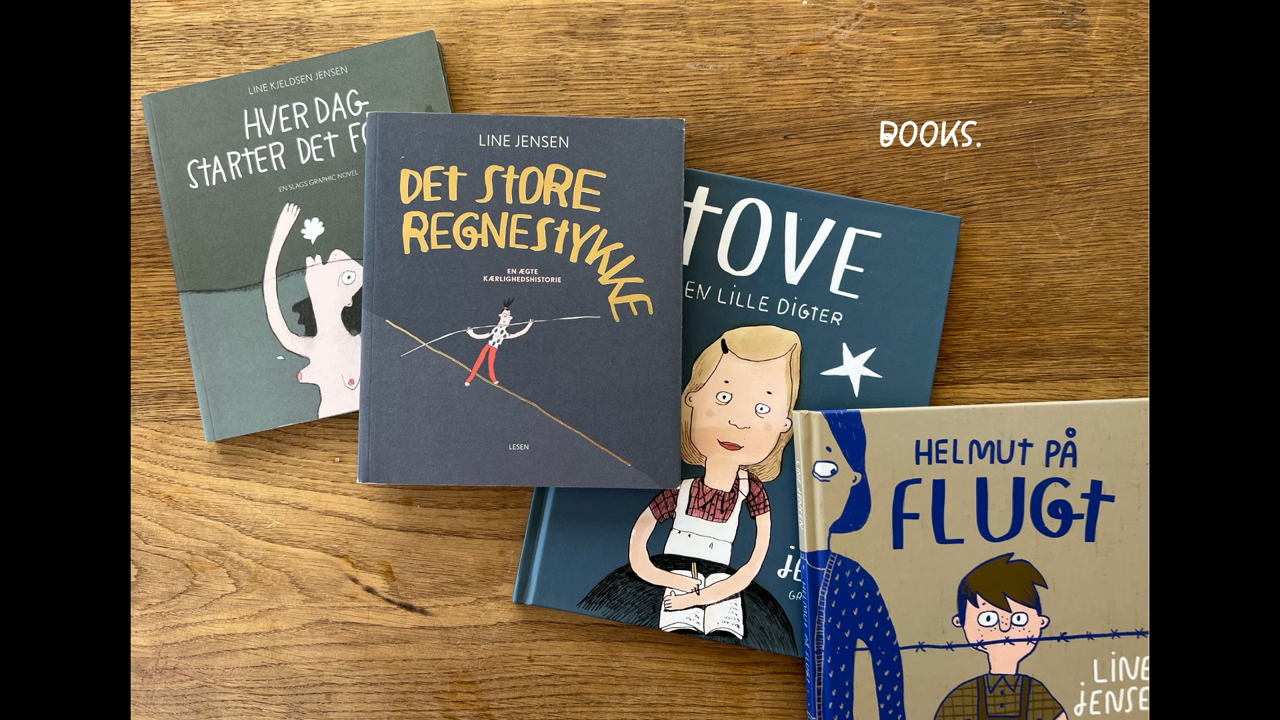 LINE KJELDSEN JENSEN
HVER DAG
STARTER DET
EN SLAGS GRAPHIC NOVEL
LINE JENSEN
DET STORE
REGNESTYKKE
EN ÆGTE
KÆRLIGHEDSHISTORIE
LESEN
TOVE
EN LILLE DIGTER
BOOKS.
HELMUT PÅ
FLUGT
LINE
JENSE